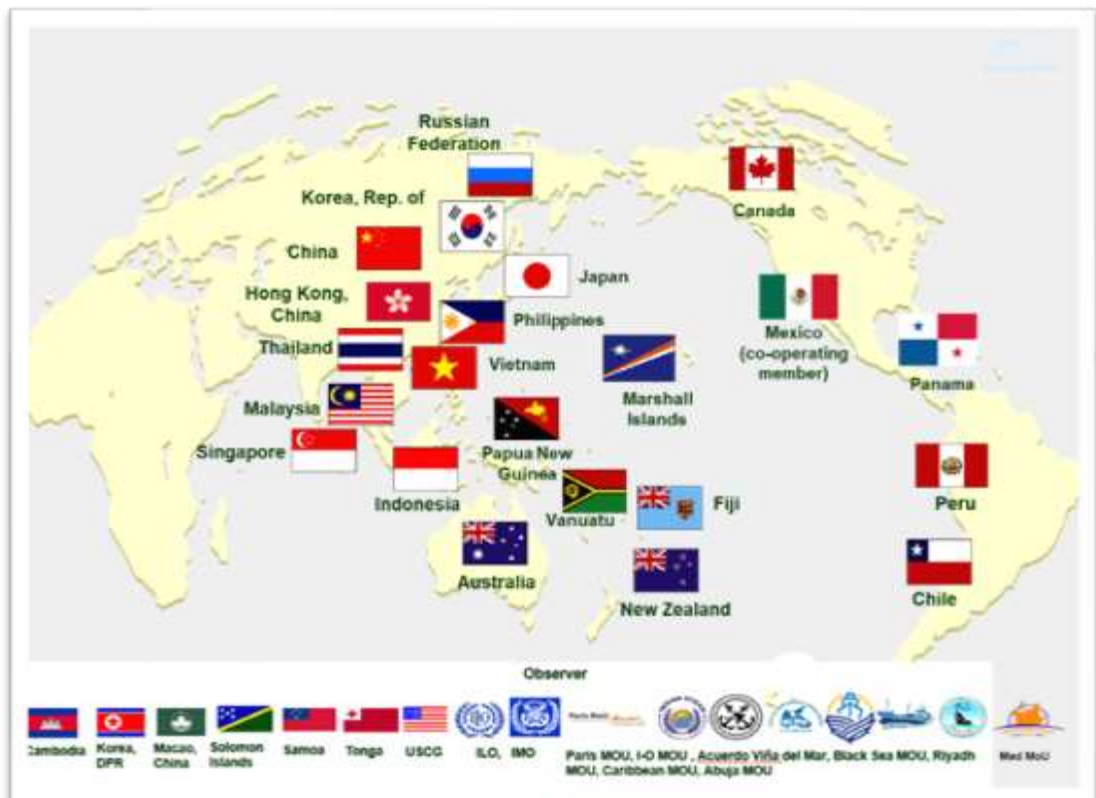 Russian
Federation
Korea, Rep. of
China
Hong Kong,
China
Thailand
Malaysia
Singapore
Indonesia
Japan
Philippines
Vietnam
Papua New
Guinea
Vanuatu
Fiji
Australia
New Zealand
Marshall
Islands
Canada
Mexico
(co-operating
member)
Panama
Peru
Chile
Observer
Cambodia
Korea,
DPR
Macao,
China
Solomon
Islands
Samoa
Tonga
USCG
ILO, IMO
Paris MoU
Paris MOU, I-O MOU , Acuerdo Viña del Mar, Black Sea MOU, Riyadh
MOU, Caribbean MOU, Abuja MOU
Med MoU